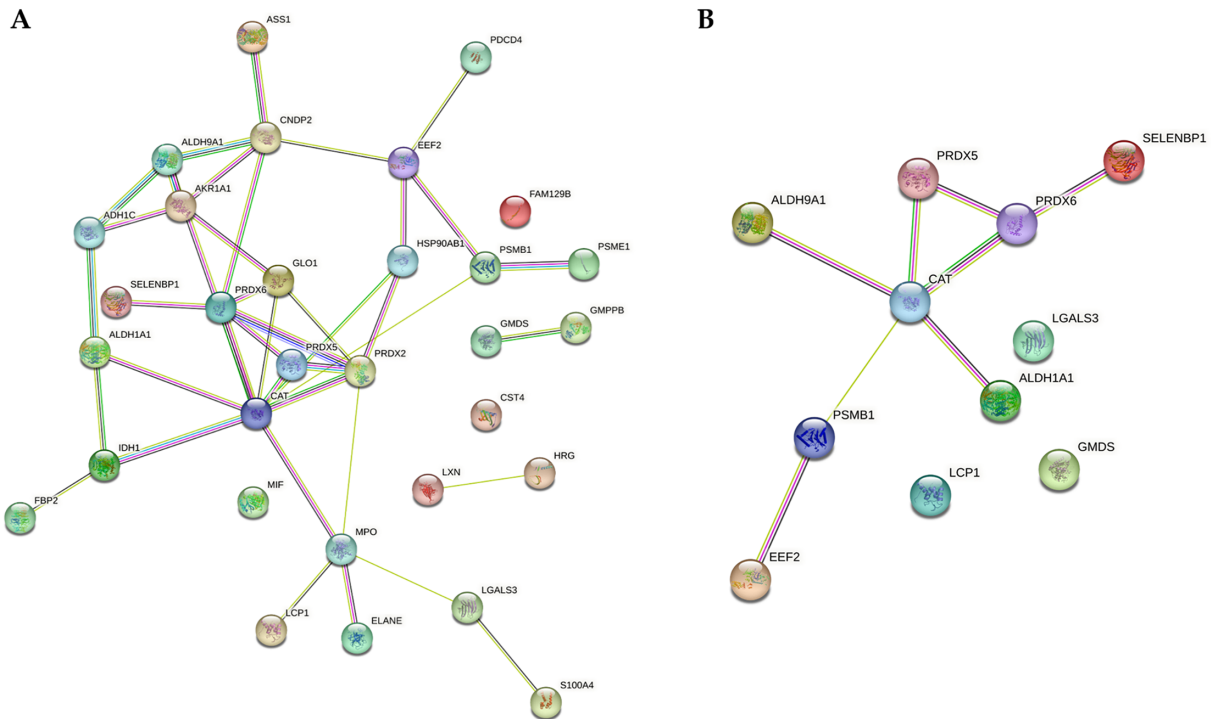 A
B
ASS1
PDCD4
CNDP2
EEF2
ALDH9A1
AKR1A1
FAM129B
ADH1C
HSP90AB1
PSMB1
PSME1
GLO1
SELENBP1
PRDX6
GMDS
GMPPB
ALDH1A1
PRDX5
PRDX2
CAT
CST4
IDH1
HRG
LXN
FBP2
MIF
MPO
LGALS3
LCP1
ELANE
S100A4
SELENBP1
PRDX5
ALDH9A1
PRDX6
CAT
LGALS3
ALDH1A1
PSMB1
GMDS
LCP1
EEF2